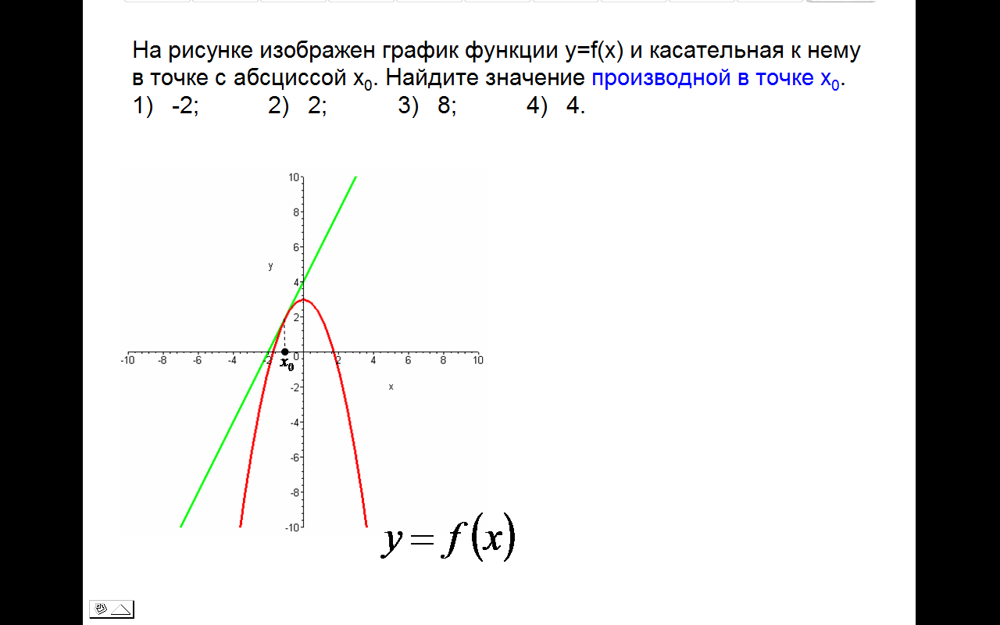 На рисунке изображен график функции y=f(x) и касательная к нему
в точке с абсциссой x₀. Найдите значение производной в точке x₀.
1) -2; 2) 2; 3) 8; 4) 4.
10
8
6
y
4
2
-10 -8 -6 -4 -2 0 2 4 6 8 10
x₀
-2
x
-4
-6
-8
-10
y = f(x)